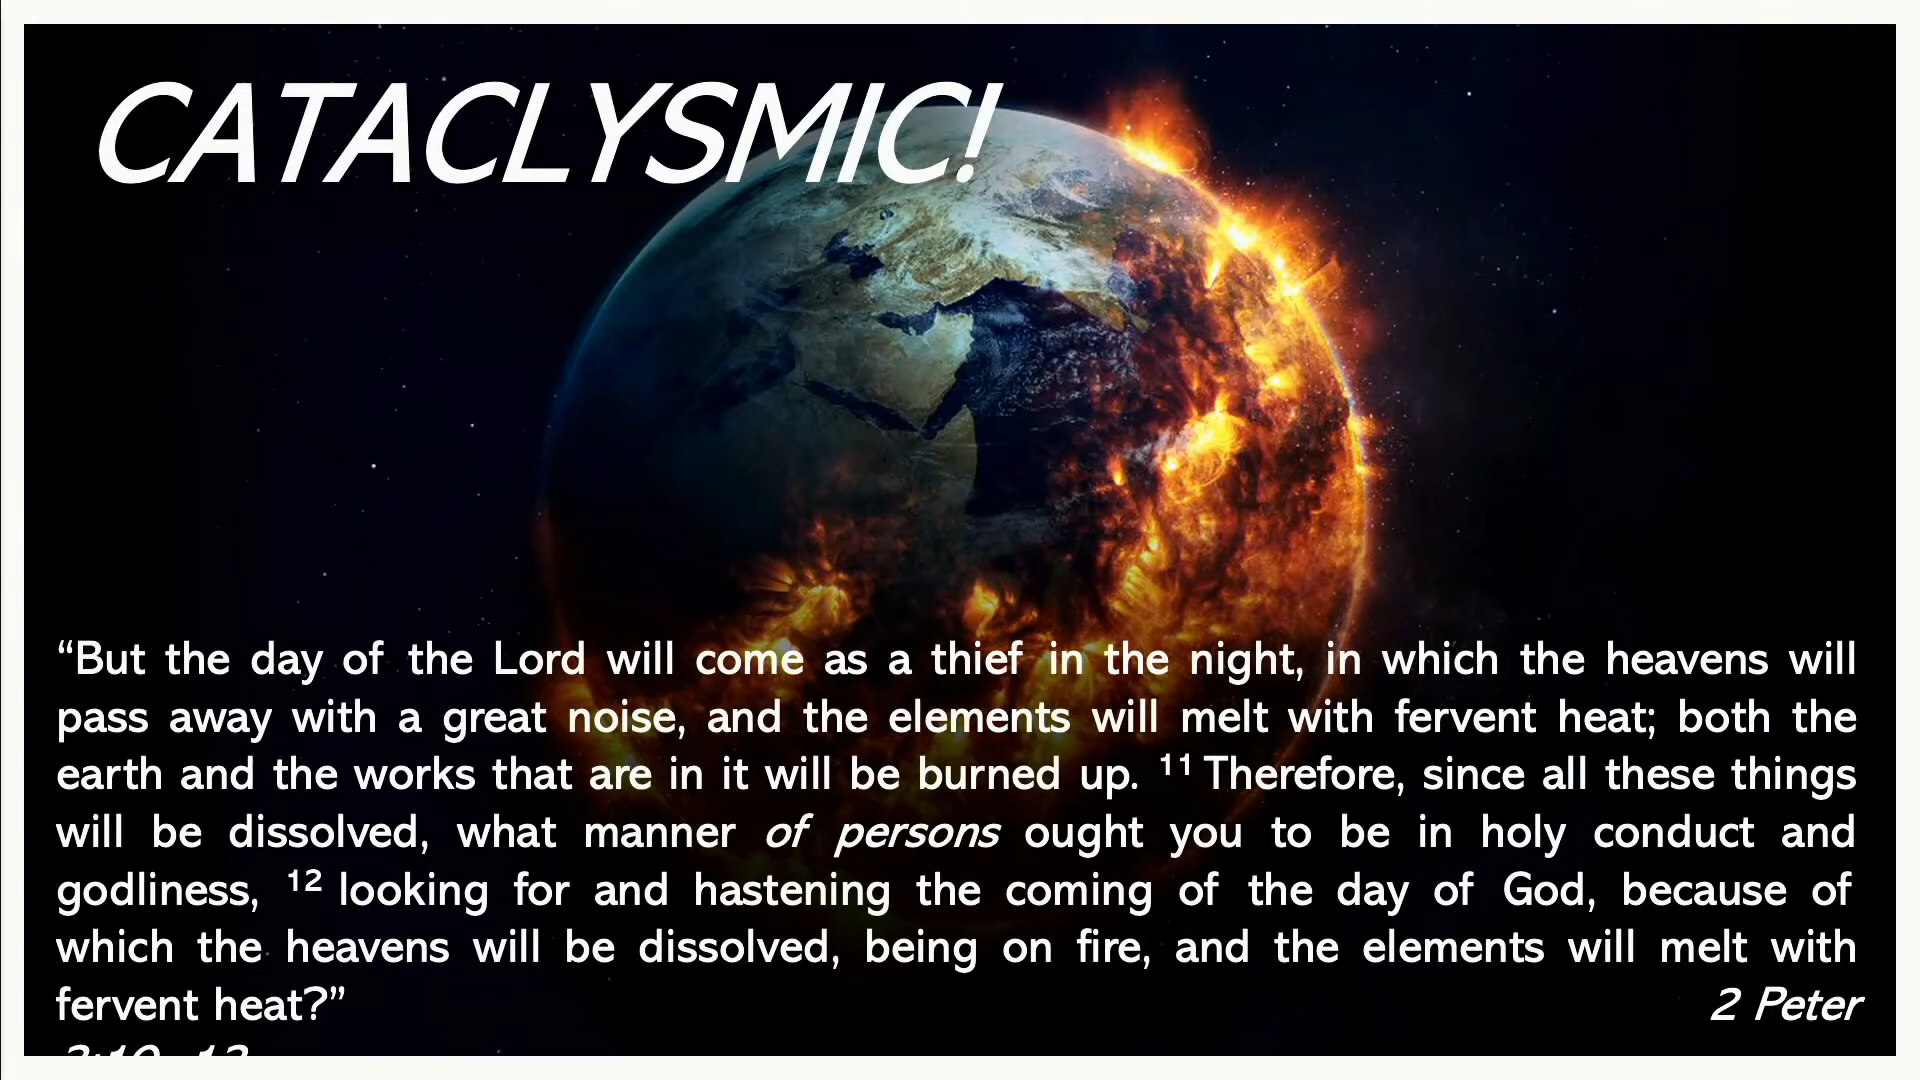 CATACLYSMIC!
“But the day of the Lord will come as a thief in the night, in which the heavens will
pass away with a great noise, and the elements will melt with fervent heat; both the
earth and the works that are in it will be burned up. ¹¹ Therefore, since all these things
will be dissolved, what manner of persons ought you to be in holy conduct and
godliness, ¹² looking for and hastening the coming of the day of God, because of
which the heavens will be dissolved, being on fire, and the elements will melt with
fervent heat?” 2 Peter